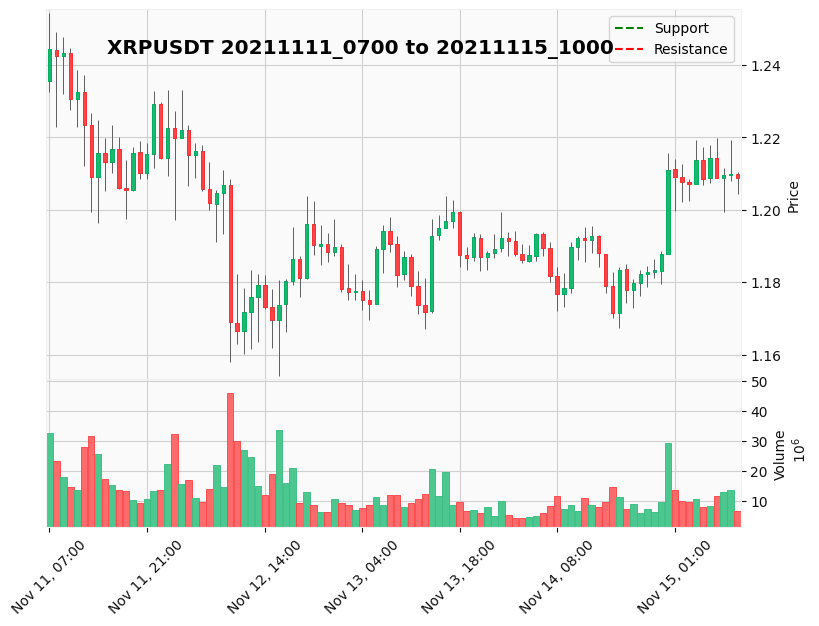 XRPUSDT 20211111_0700 to 20211115_1000
Support
Resistance
1.24
1.22
1.20
1.18
1.16
Price
50
40
30
20
10
Volume
10^6
Nov 11, 07:00
Nov 11, 21:00
Nov 12, 14:00
Nov 13, 04:00
Nov 13, 18:00
Nov 14, 08:00
Nov 15, 01:00